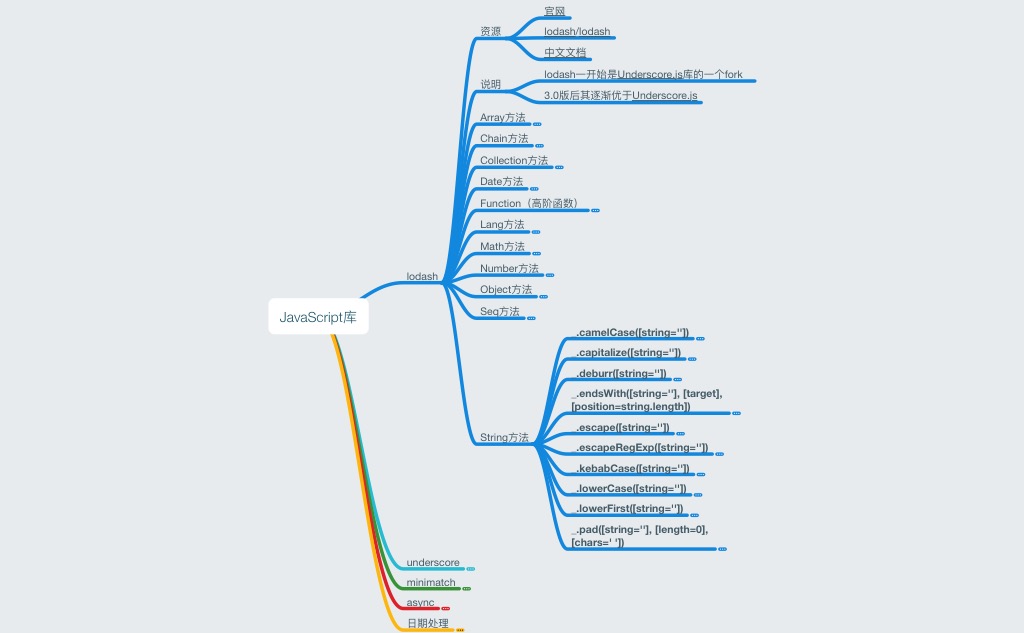 JavaScript库
lodash
资源
官网
lodash/lodash
中文文档
说明
lodash一开始是Underscore.js库的一个fork
3.0版后其逐渐优于Underscore.js
Array方法
Chain方法
Collection方法
Date方法
Function（高阶函数）
Lang方法
Math方法
Number方法
Object方法
Seq方法
String方法
_.camelCase([string=''])
_.capitalize([string=''])
_.deburr([string=''])
_.endsWith([string=''], [target],
[position=string.length])
_.escape([string=''])
_.escapeRegExp([string=''])
_.kebabCase([string=''])
_.lowerCase([string=''])
_.lowerFirst([string=''])
_.pad([string=''], [length=0],
[chars=' '])
underscore
minimatch
async
日期处理